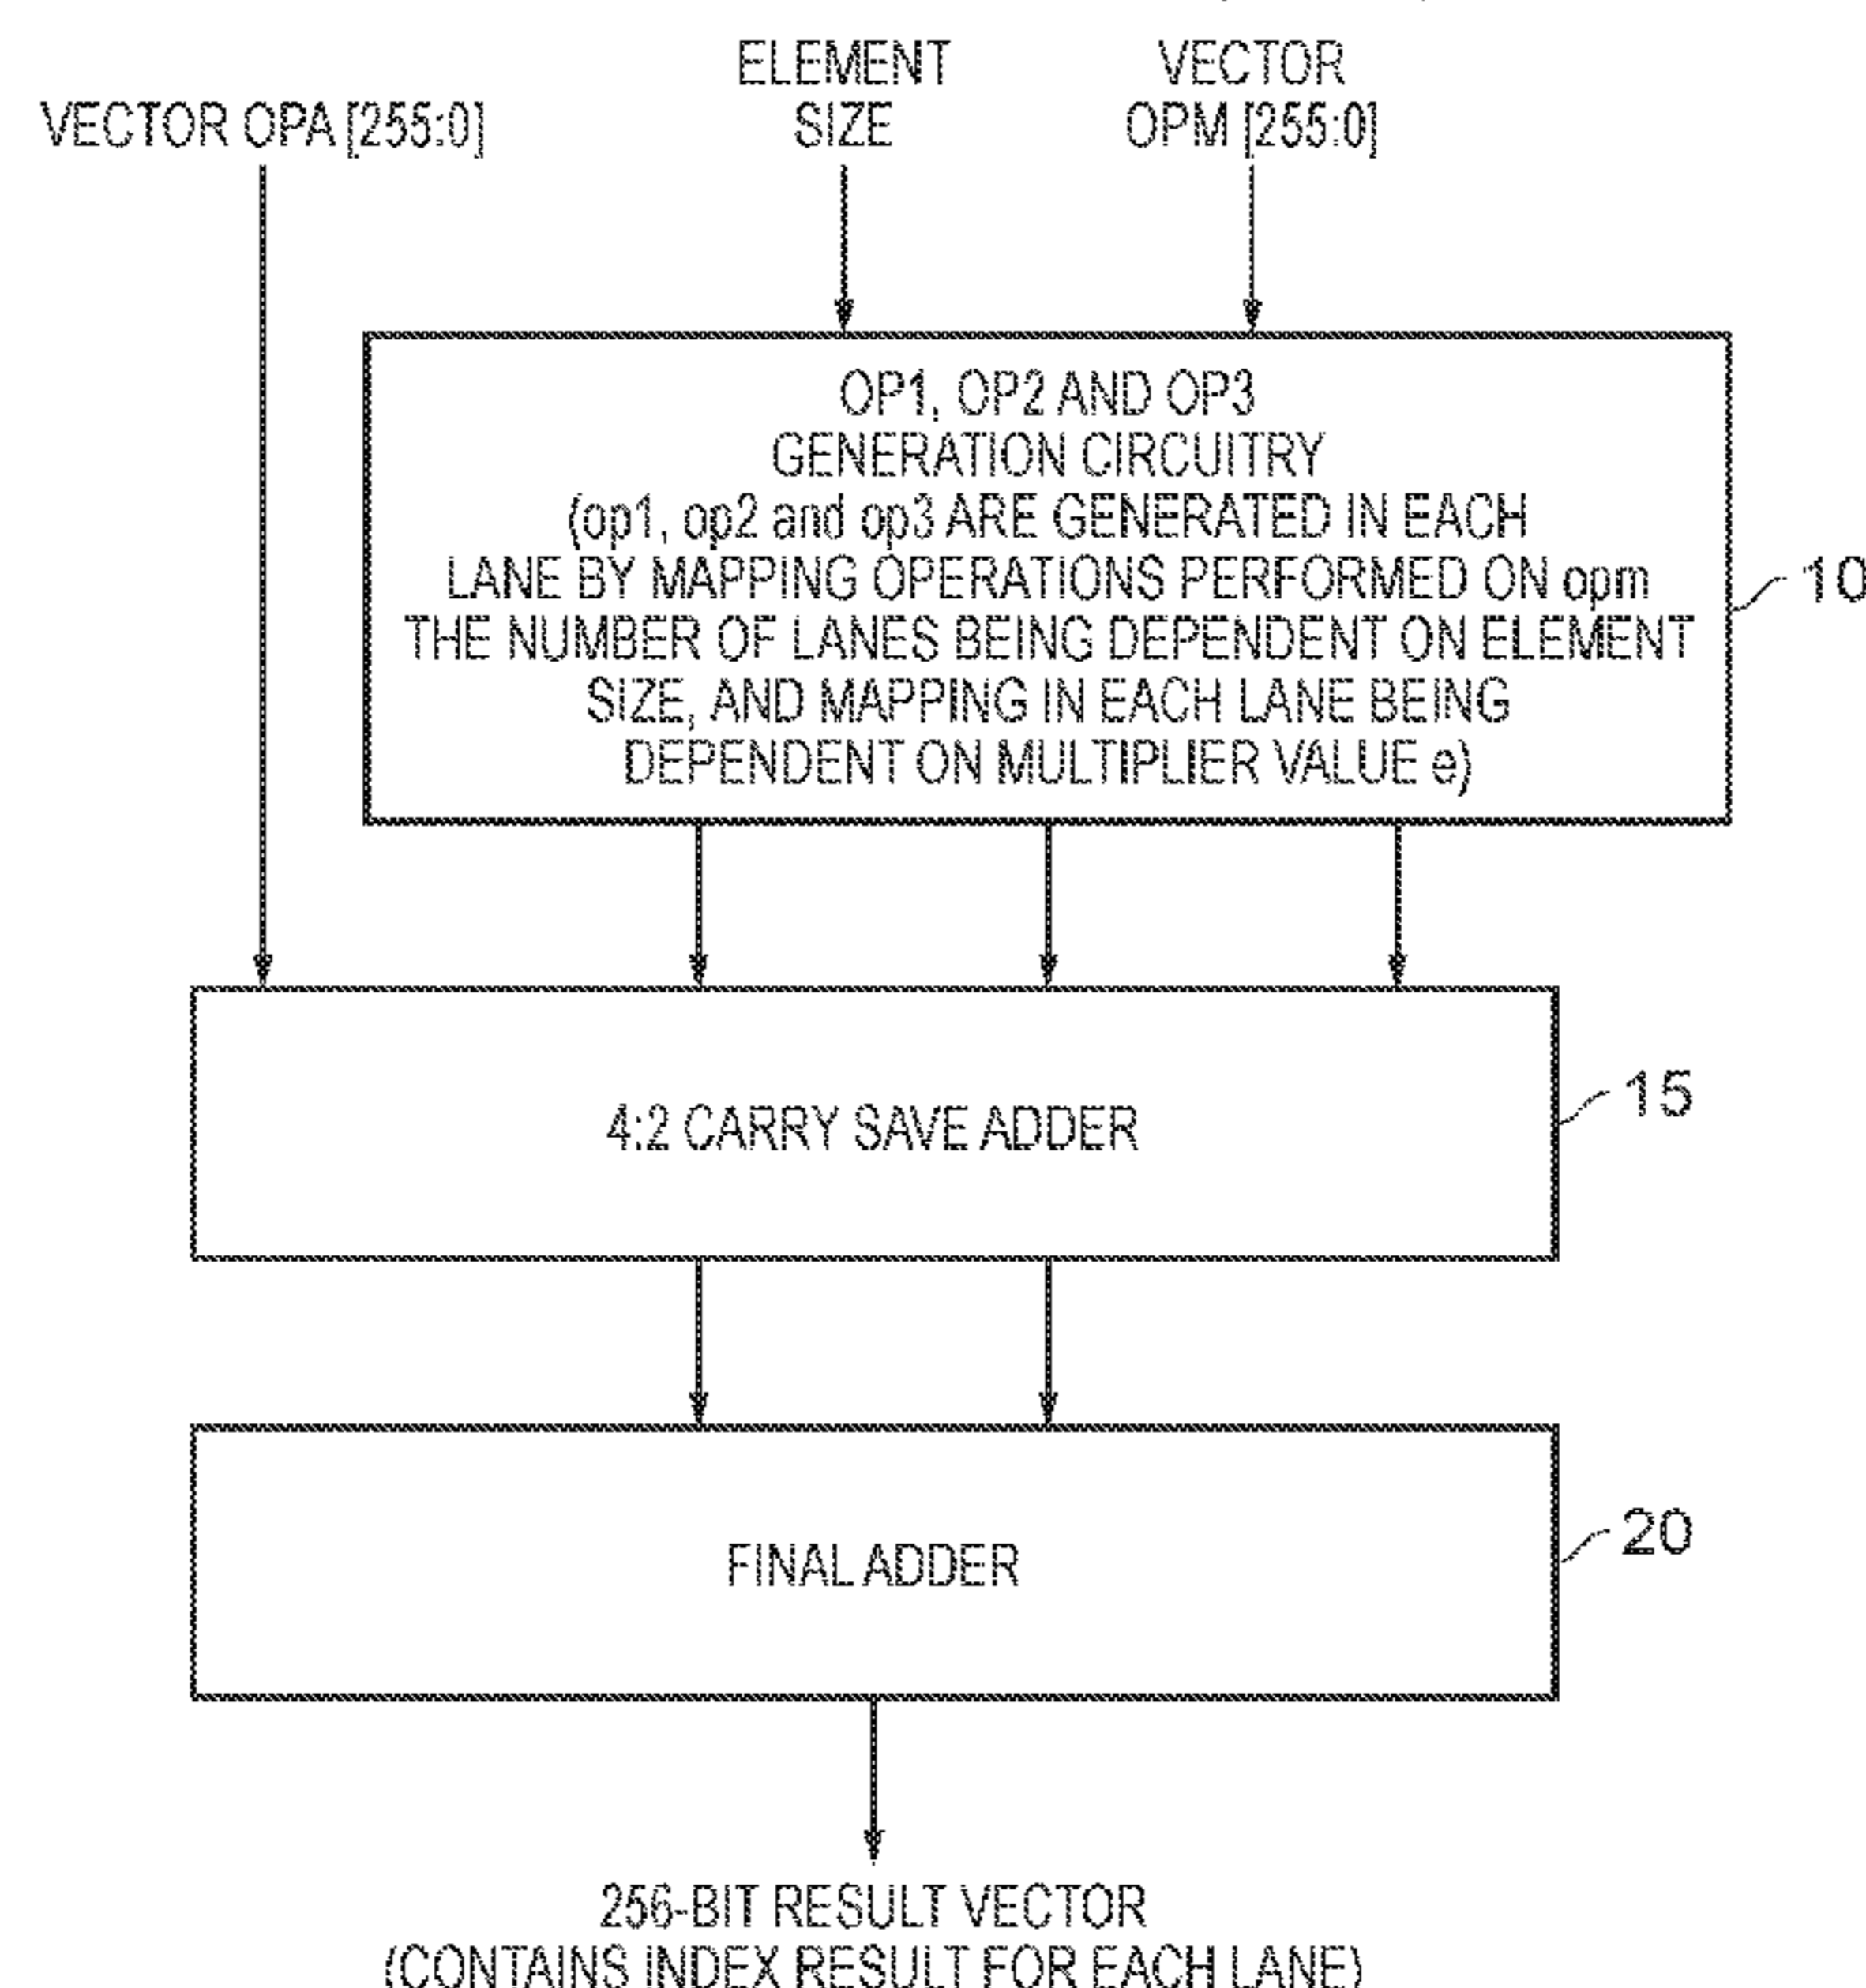 VECTOR OPA [255:0]
ELEMENT
SIZE
VECTOR
OPM [255:0]
OP1, OP2 AND OP3
GENERATION CIRCUITRY
(op1, op2 and op3 ARE GENERATED IN EACH
LANE BY MAPPING OPERATIONS PERFORMED ON opm
THE NUMBER OF LANES BEING DEPENDENT ON ELEMENT
SIZE, AND MAPPING IN EACH LANE BEING
DEPENDENT ON MULTIPLIER VALUE e)
10
4:2 CARRY SAVE ADDER
15
FINAL ADDER
20
256-BIT RESULT VECTOR
(CONTAINS INDEX RESULT FOR EACH LANE)